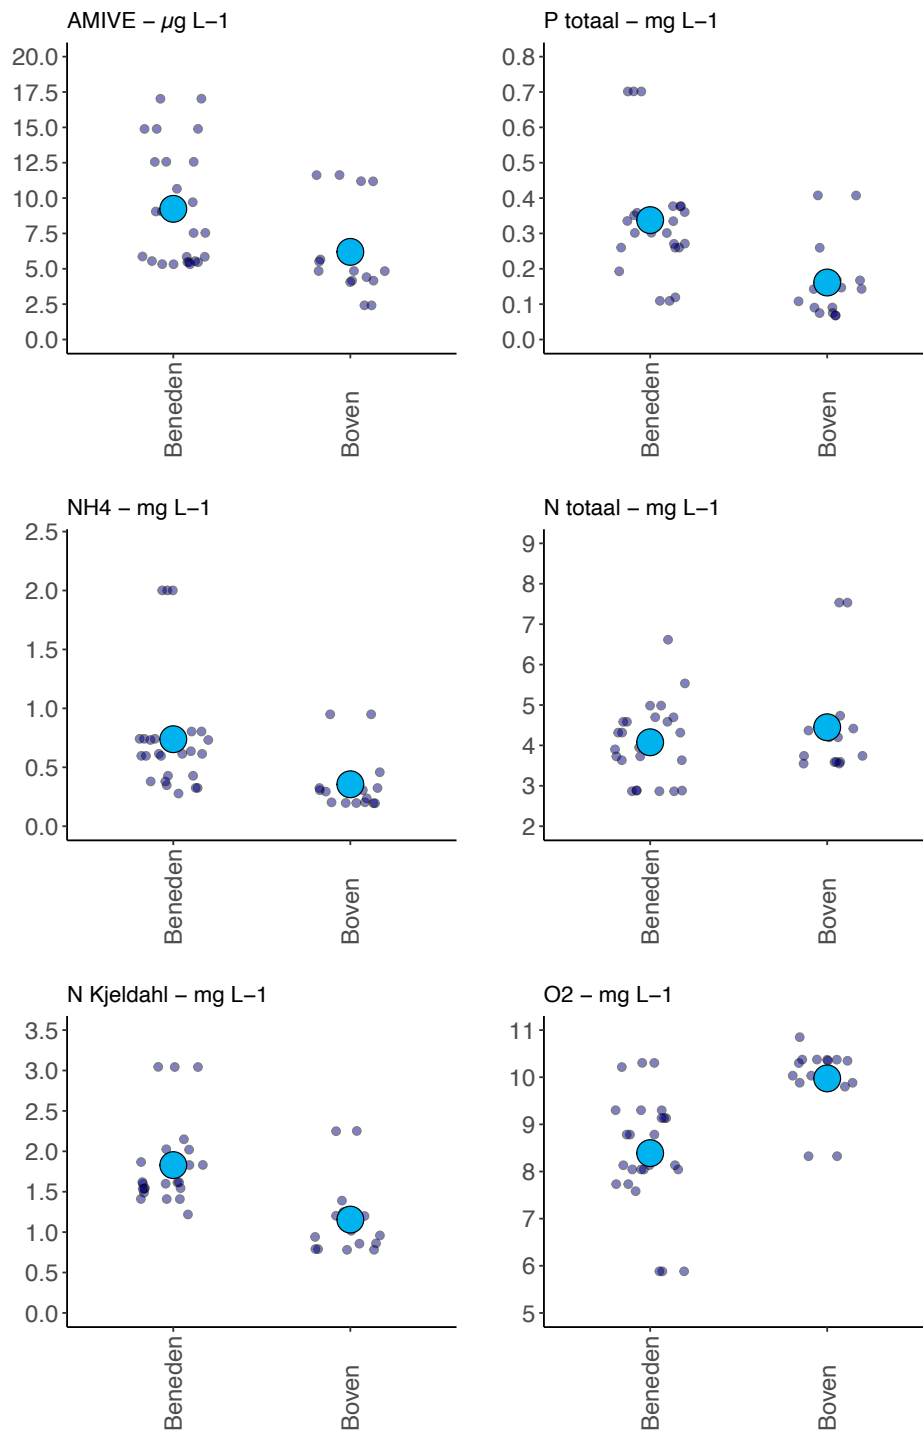 AMIVE – µg L–1
20.0
17.5
15.0
12.5
10.0
7.5
5.0
2.5
0.0
Beneden
Boven
P totaal – mg L–1
0.8
0.7
0.6
0.5
0.4
0.3
0.2
0.1
0.0
Beneden
Boven
NH4 – mg L–1
2.5
2.0
1.5
1.0
0.5
0.0
Beneden
Boven
N totaal – mg L–1
9
8
7
6
5
4
3
2
Beneden
Boven
N Kjeldahl – mg L–1
3.5
3.0
2.5
2.0
1.5
1.0
0.5
0.0
Beneden
Boven
O2 – mg L–1
11
10
9
8
7
6
5
Beneden
Boven